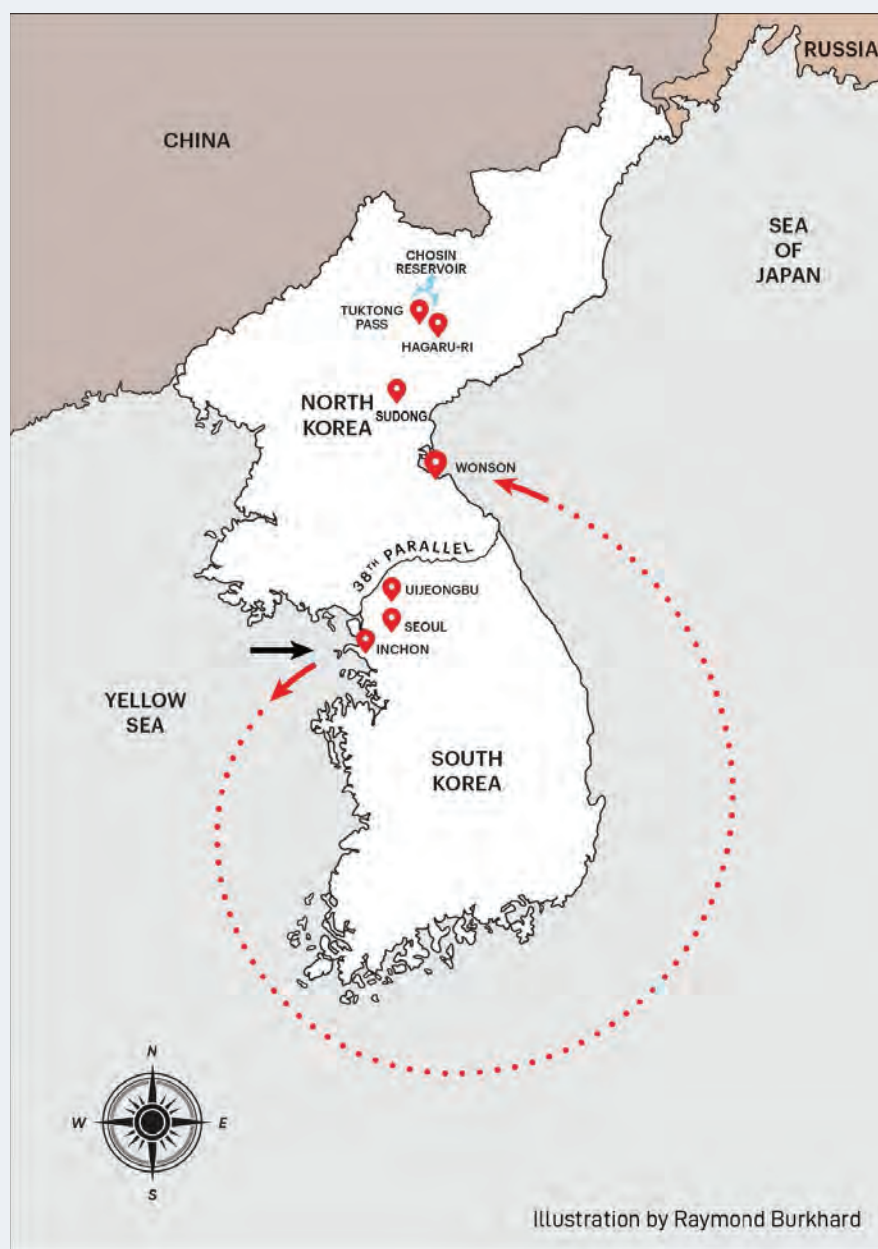 RUSSIA
CHINA
SEA
OF
JAPAN
CHOSIN
RESERVOIR
TUKTONG
PASS
HAGARU-RI
NORTH
KOREA
SUDONG
WONSON
38TH PARALLEL
UIJEONGBU
SEOUL
INCHON
YELLOW
SEA
SOUTH
KOREA
N
W
E
S
Illustration by Raymond Burkhard